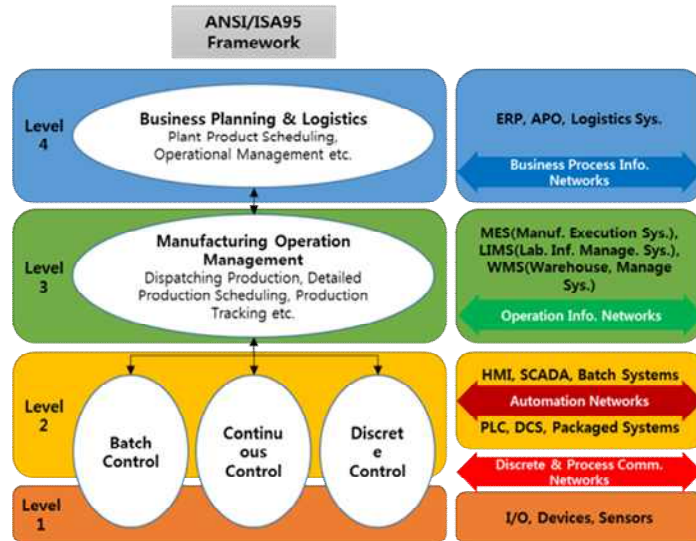 ANSI/ISA95
Framework
Level
4
Business Planning & Logistics
Plant Product Scheduling,
Operational Management etc.
ERP, APO, Logistics Sys.
Business Process Info.
Networks
Level
3
Manufacturing Operation
Management
Dispatching Production, Detailed
Production Scheduling, Production
Tracking etc.
MES(Manuf. Execution Sys.),
LIMS(Lab. Inf. Manage. Sys.),
WMS(Warehouse, Manage
Sys.)
Operation Info. Networks
Level
2
Batch
Control
Continu
ous
Control
Discret
e
Control
HMI, SCADA, Batch Systems
Automation Networks
PLC, DCS, Packaged Systems
Discrete & Process Comm.
Networks
Level
1
I/O, Devices, Sensors